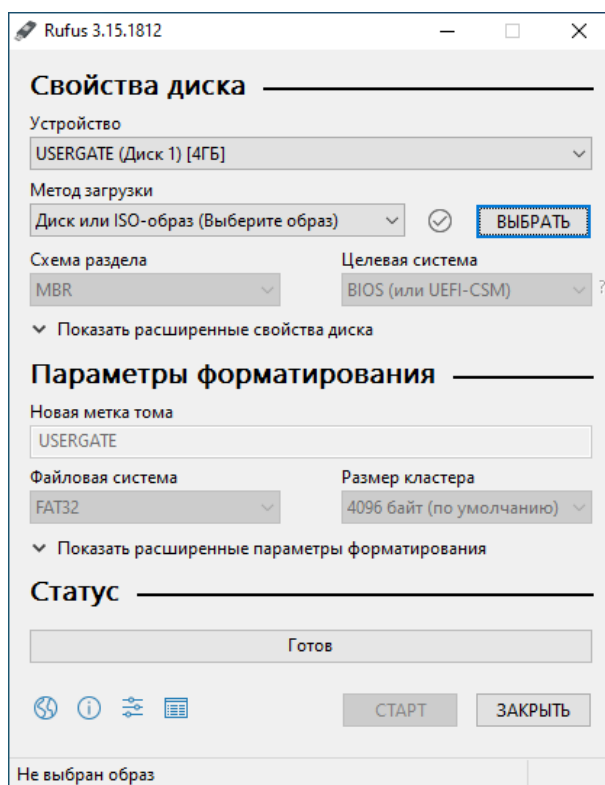 Rufus 3.15.1812
Свойства диска
Устройство
USERGATE (Диск 1) [4ГБ]
Метод загрузки
Диск или ISO-образ (Выберите образ)
ВЫБРАТЬ
Схема раздела
Целевая система
MBR
BIOS (или UEFI-CSM)
?
Показать расширенные свойства диска
Параметры форматирования
Новая метка тома
USERGATE
Файловая система
Размер кластера
FAT32
4096 байт (по умолчанию)
Показать расширенные параметры форматирования
Статус
Готов
СТАРТ
ЗАКРЫТЬ
Не выбран образ